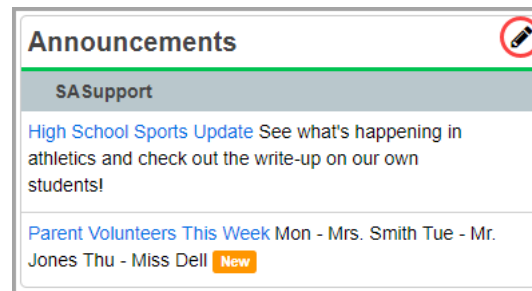 Announcements
SASupport
High School Sports Update See what's happening in
athletics and check out the write-up on our own
students!
Parent Volunteers This Week Mon - Mrs. Smith Tue - Mr.
Jones Thu - Miss Dell New